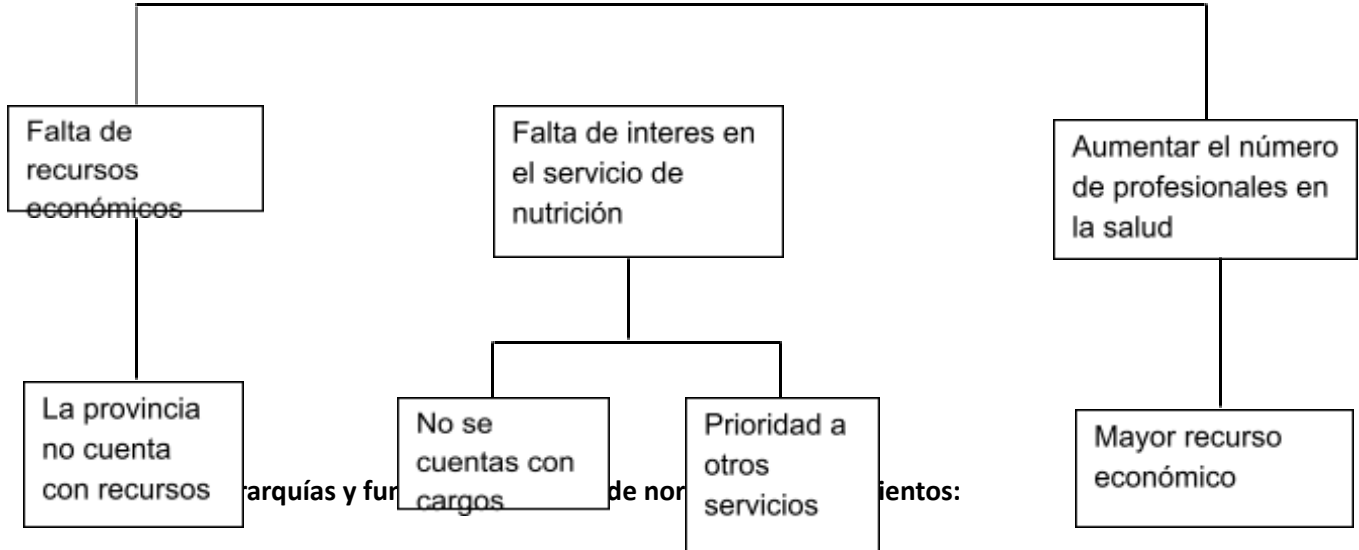 Falta de
recursos
económicos
Falta de interes en
el servicio de
nutrición
Aumentar el número
de profesionales en
la salud
La provincia
no cuenta
con recursos
No se
cuentas con
cargos
Prioridad a
otros
servicios
Mayor recurso
económico
y de